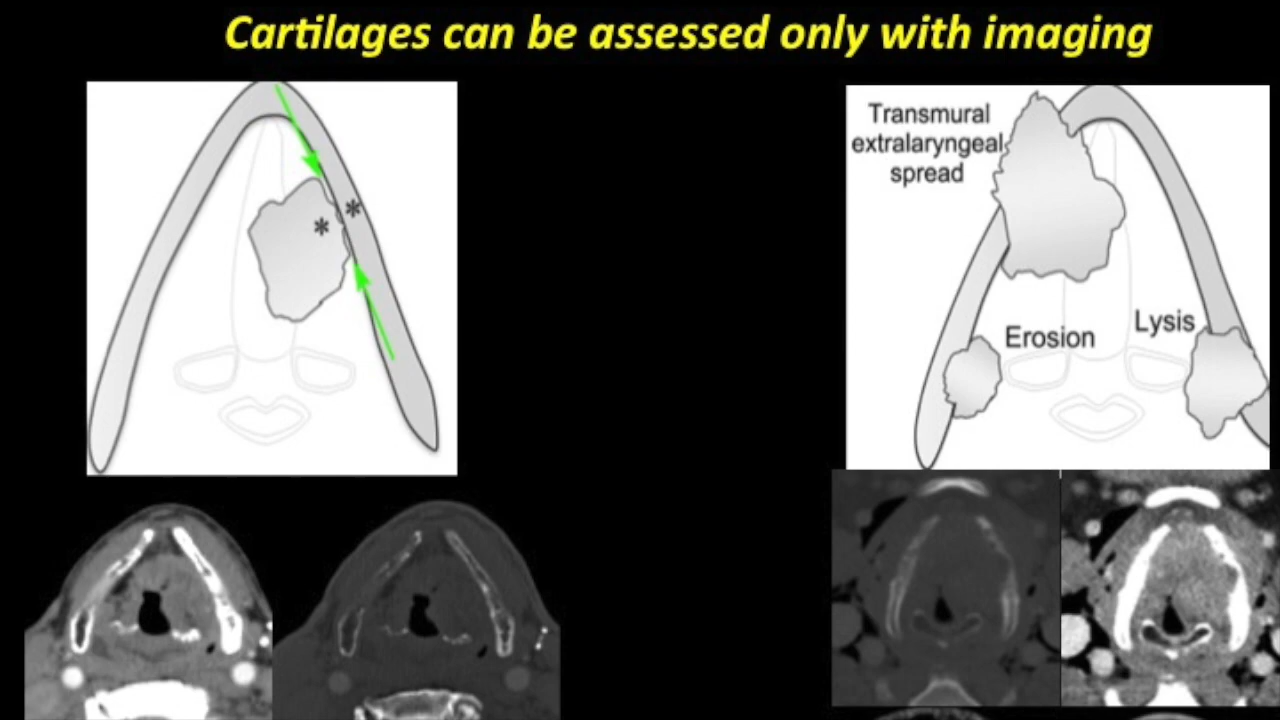 Cartilages can be assessed only with imaging
Transmural
extralaryngeal
spread
*
*
Erosion
Lysis